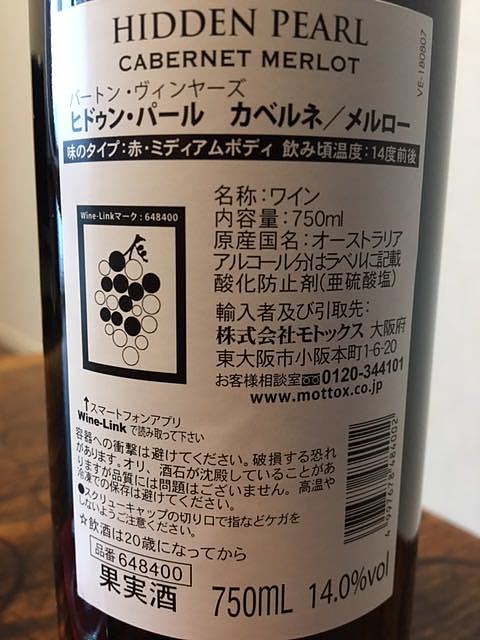 HIDDEN PEARL
CABERNET MERLOT
バートン・ヴィンヤーズ
ヒドゥン・パール カベルネ／メルロー
味のタイプ：赤・ミディアムボディ 飲み頃温度：14度前後
VE-180807
Wine-Linkマーク：648400
↑スマートフォンアプリ
Wine-Linkで読み取って下さい
名称：ワイン
内容量：750ml
原産国名：オーストラリア
アルコール分はラベルに記載
酸化防止剤(亜硫酸塩)
輸入者及び引取先：
株式会社モトックス 大阪府
東大阪市小阪本町1-6-20
お客様相談室 0120-344101
www.mottox.co.jp
容器への衝撃は避けてください。破損する恐れ
があります。オリ、酒石が沈殿していることがあ
りますが品質には問題はございません。高温や
冷凍での保存は避けてください。
●スクリューキャップの切り口で指などケガを
しないようご注意ください。
☆飲酒は20歳になってから
品番 648400
果実酒 750mL 14.0%vol
4997678484002